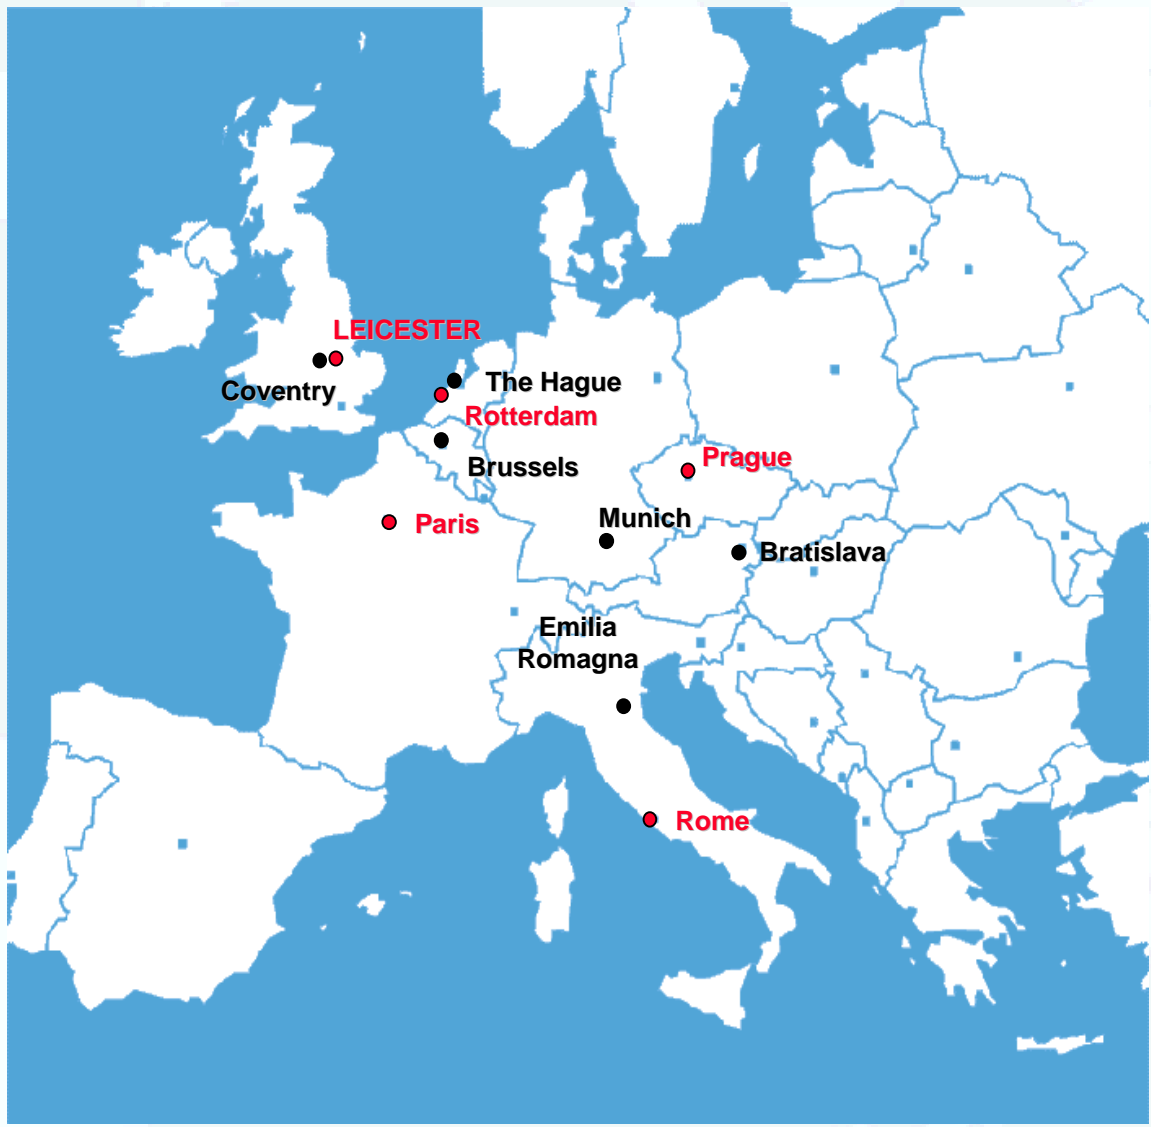 LEICESTER
Coventry
The Hague
Rotterdam
Brussels
Prague
Paris
Munich
Bratislava
Emilia
Romagna
Rome